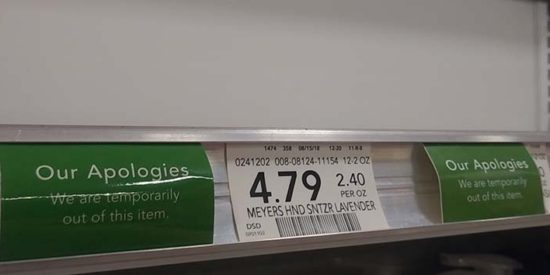 Our Apologies
We are temporarily
out of this item.
1474 358 08/15/18 12-20 11-8-8
0241202 008-08124-11154 12-2 OZ
4.79 2.40
PER OZ
MEYERS HND SNTZR LAVENDER
DSD
Our Apologies
We are temporarily
out of this item.